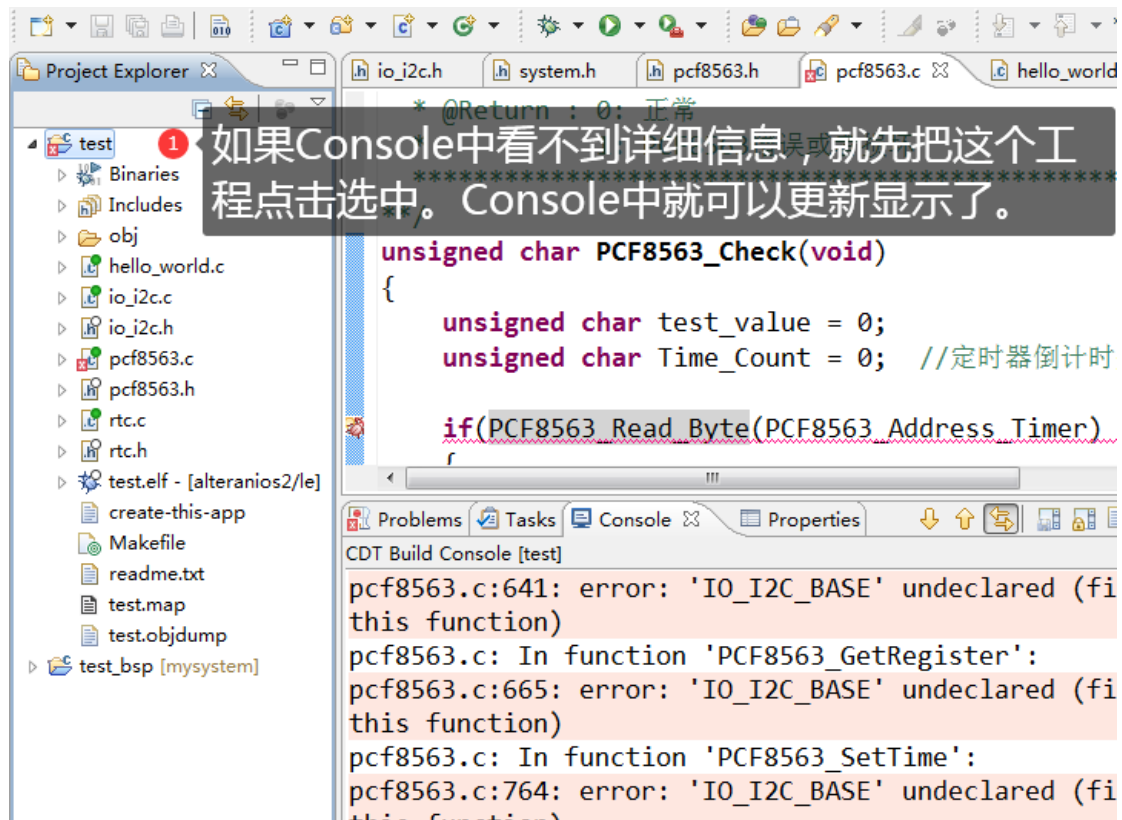 010
Project Explorer
io_i2c.h
system.h
pcf8563.h
pcf8563.c
hello_world
* @Return : 0: 正常
1
如果Console中看不到详细信息，就先把这个工
程点击选中。Console中就可以更新显示了。
test
Binaries
Includes
obj
hello_world.c
io_i2c.c
io_i2c.h
pcf8563.c
pcf8563.h
rtc.c
rtc.h
test.elf - [alteranios2/le]
create-this-app
Makefile
readme.txt
test.map
test.objdump
test_bsp [mysystem]
**/
unsigned char PCF8563_Check(void)
{
unsigned char test_value = 0;
unsigned char Time_Count = 0; //定时器倒计时
if(PCF8563_Read_Byte(PCF8563_Address_Timer)
{
Problems
Tasks
Console
Properties
CDT Build Console [test]
pcf8563.c:641: error: 'IO_I2C_BASE' undeclared (fi
this function)
pcf8563.c: In function 'PCF8563_GetRegister':
pcf8563.c:665: error: 'IO_I2C_BASE' undeclared (fi
this function)
pcf8563.c: In function 'PCF8563_SetTime':
pcf8563.c:764: error: 'IO_I2C_BASE' undeclared (fi
this function)